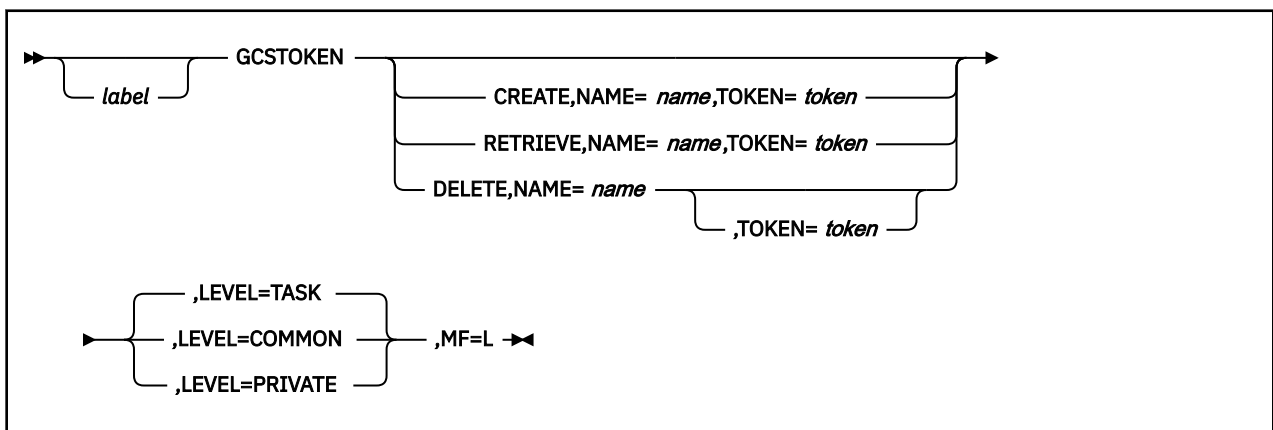 label GCSTOKEN
CREATE,NAME= name,TOKEN= token
RETRIEVE,NAME= name,TOKEN= token
DELETE,NAME= name
,TOKEN= token
,LEVEL=TASK
,LEVEL=COMMON ,MF=L
,LEVEL=PRIVATE